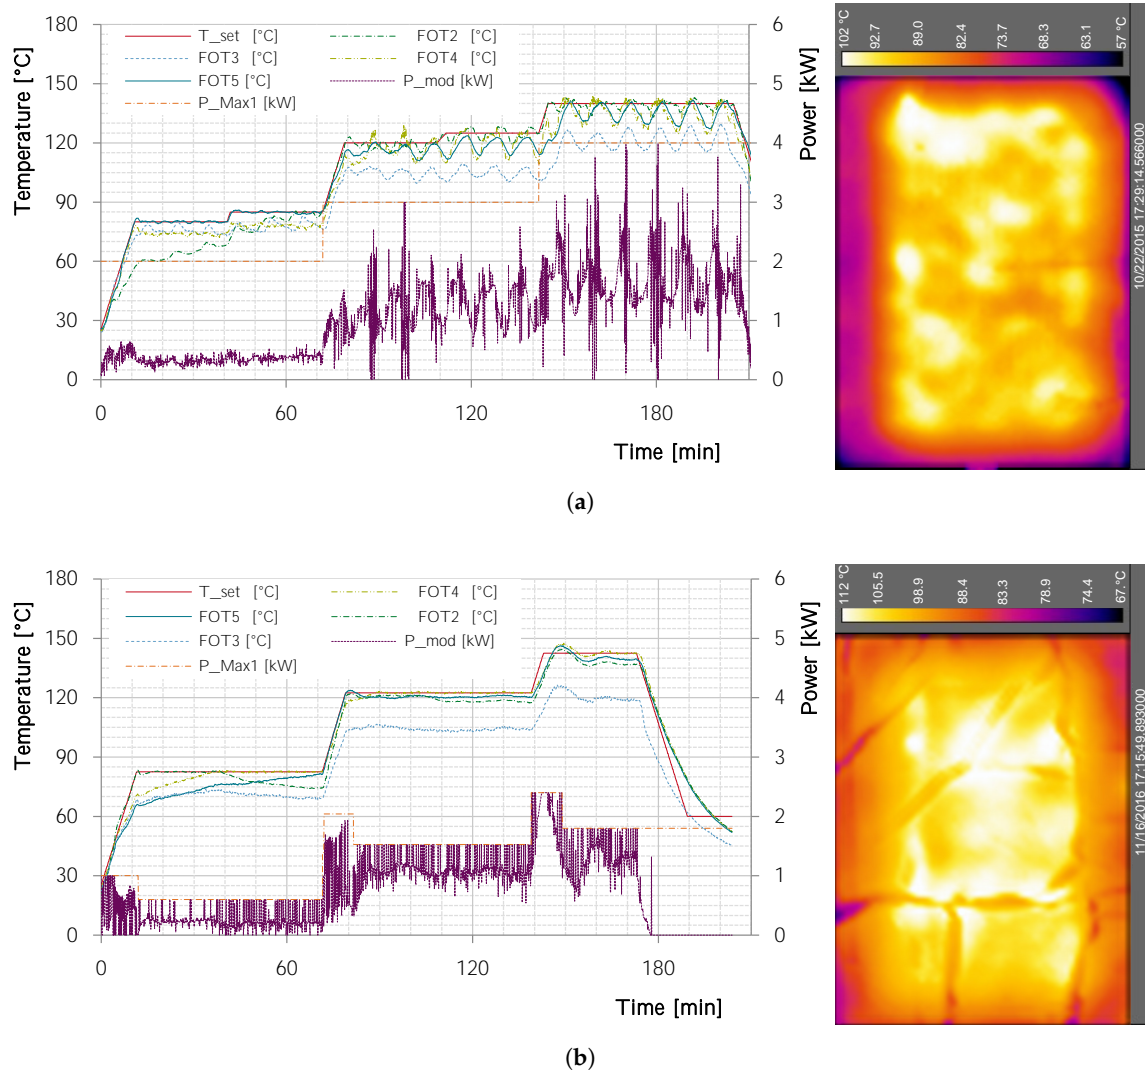 180
150
120
90
60
30
0
Temperature [°C]
T_set [°C]
FOT2 [°C]
FOT3 [°C]
FOT4 [°C]
FOT5 [°C]
P_mod [kW]
P_Max1 [kW]
6
5
4
3
2
1
0
Power [kW]
0 60 120 180
Time [min]
102 °C 92.7 89.0 82.4 73.7 68.3 63.1 57 °C
10/22/2015 17:29:14.566000
(a)
180
150
120
90
60
30
0
Temperature [°C]
T_set [°C]
FOT4 [°C]
FOT5 [°C]
FOT2 [°C]
FOT3 [°C]
P_mod [kW]
P_Max1 [kW]
6
5
4
3
2
1
0
Power [kW]
0 60 120 180
Time [min]
112 °C 105.5 98.9 88.4 83.3 78.9 74.4 67. °C
11/16/2016 17:15:49.893000
(b)